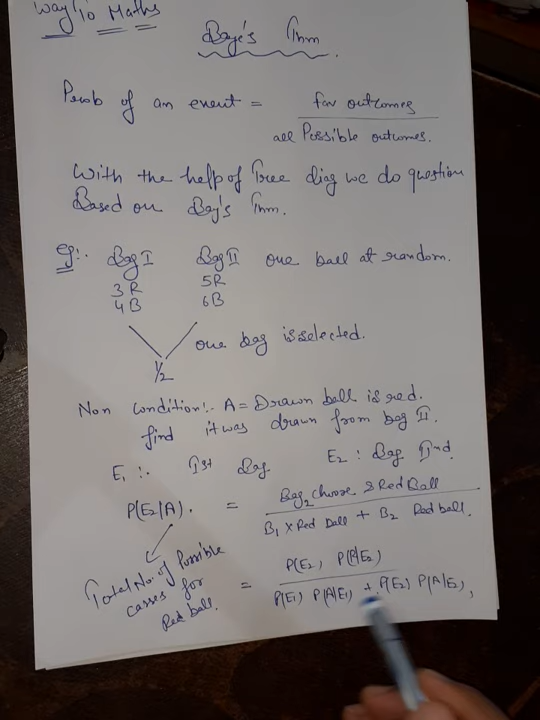 Way To Maths
Baye's Thm.
Prob of an event = fav outcomes
all Possible outcomes.
With the help of Tree diag we do question
Based on Bay's Thm.
eg:- Bag I Bag II one ball at random.
3R 5R
4B 6B
one bag is selected.
1/2
Non condition:- A = Drawn ball is red.
find it was drawn from bag II.
E₁ :- Ist Bag E₂ : Bag IInd
P(E₂/A). = Bag₂ choose & Red Ball
B₁ x Red Ball + B₂ Red ball.
Total No. of Possible
casses for
Red ball.
= P(E₂) P(A/E₂)
P(E₁) P(A/E₁) + P(E₂) P(A/E₂),